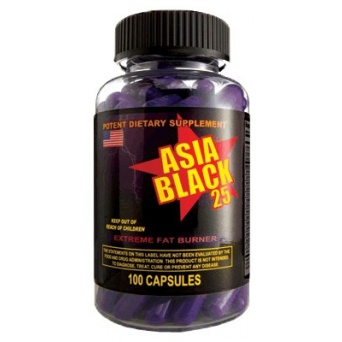 POTENT DIETARY SUPPLEMENT
ASIA
BLACK
25
KEEP OUT OF
REACH OF CHILDREN
EXTREME FAT BURNER
THE STATEMENTS ON THIS LABEL HAVE NOT BEEN EVALUATED BY THE
FOOD AND DRUG ADMINISTRATION. THIS PRODUCT IS NOT INTENDED
TO DIAGNOSE, TREAT, CURE OR PREVENT ANY DISEASE
100 CAPSULES